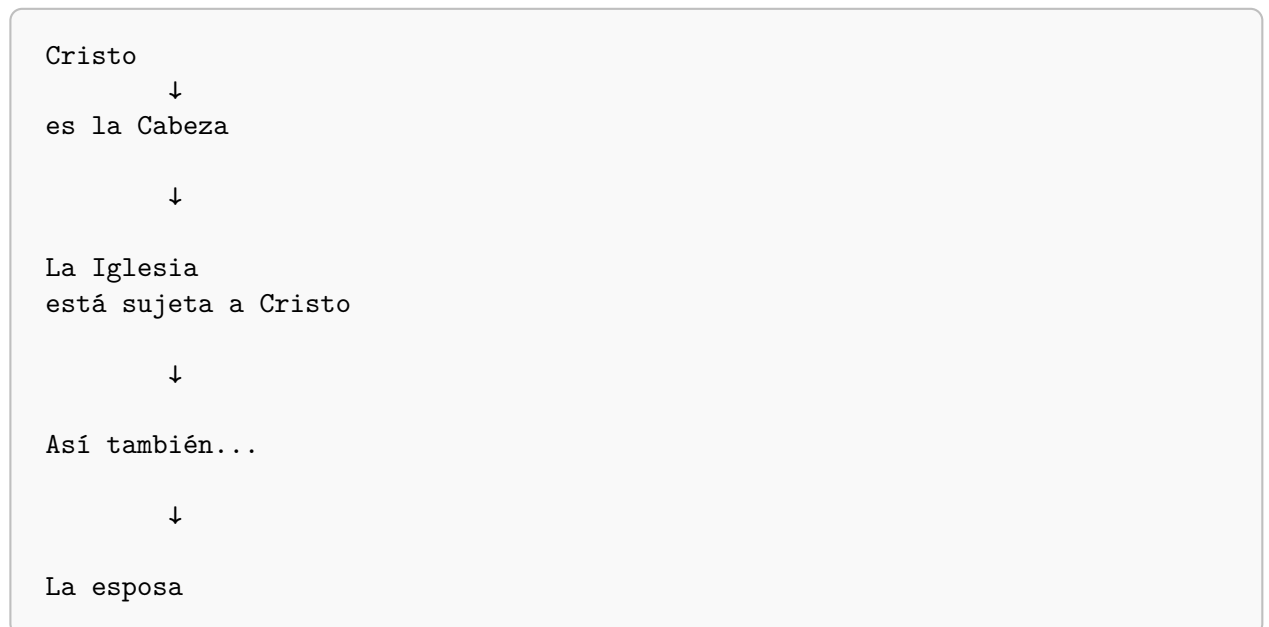 Cristo
↓
es la Cabeza
↓
La Iglesia
está sujeta a Cristo
↓
Así también...
↓
La esposa